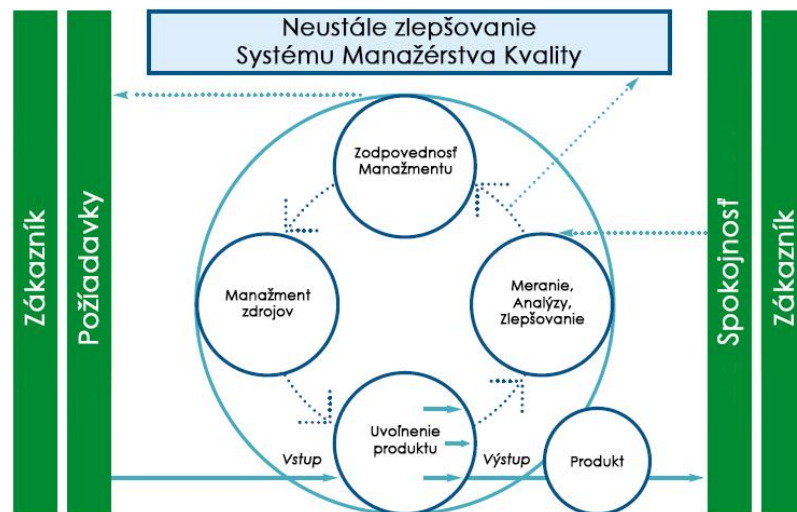 Neustále zlepšovanie
Systému Manažérstva Kvality
Zákazník
Požíadavky
Zodpovednosť
Manažmentu
Manažment
zdrojov
Meranie,
Analýzy,
Zlepšovanie
Uvoľnenie
produktu
Vstup
Výstup
Produkt
Spokojnosť
Zákazník